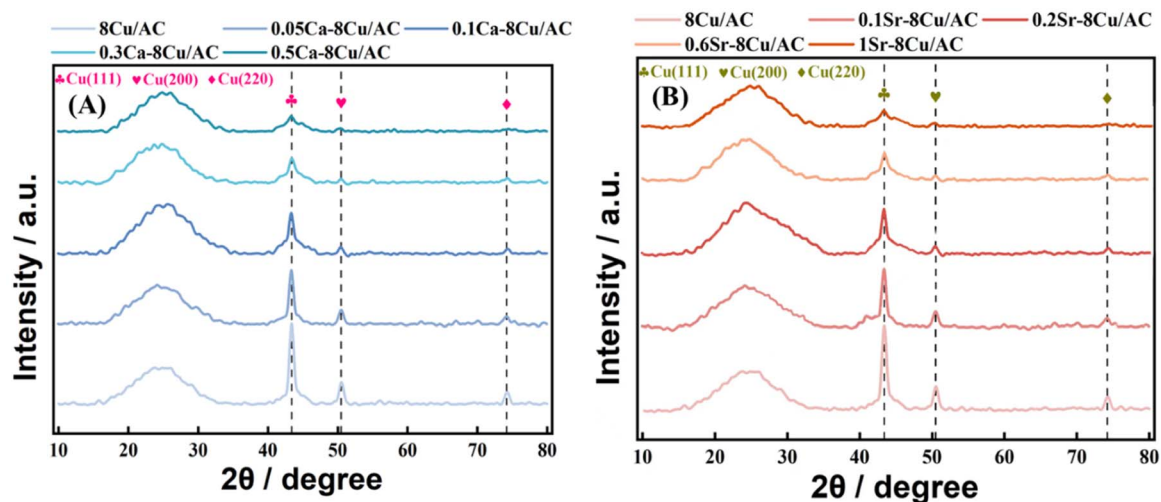 8Cu/AC 0.05Ca-8Cu/AC 0.1Ca-8Cu/AC
0.3Ca-8Cu/AC 0.5Ca-8Cu/AC
♣Cu(111) ♥Cu(200) ♦Cu(220)
(A)
♣ ♥ ♦
Intensity / a.u.
10 20 30 40 50 60 70 80
2θ / degree
8Cu/AC 0.1Sr-8Cu/AC 0.2Sr-8Cu/AC
0.6Sr-8Cu/AC 1Sr-8Cu/AC
♣Cu(111) ♥Cu(200) ♦Cu(220)
(B)
♣ ♥ ♦
Intensity / a.u.
10 20 30 40 50 60 70 80
2θ / degree